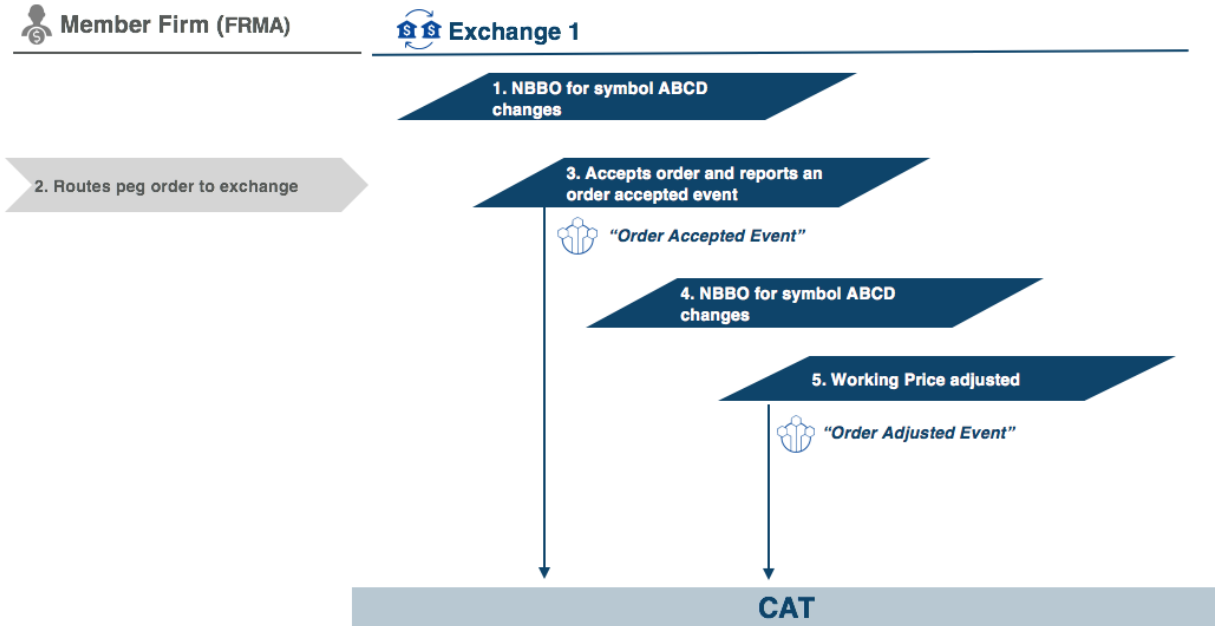 Member Firm (FRMA)
Exchange 1
1. NBBO for symbol ABCD
changes
2. Routes peg order to exchange
3. Accepts order and reports an
order accepted event
“Order Accepted Event”
4. NBBO for symbol ABCD
changes
5. Working Price adjusted
“Order Adjusted Event”
CAT